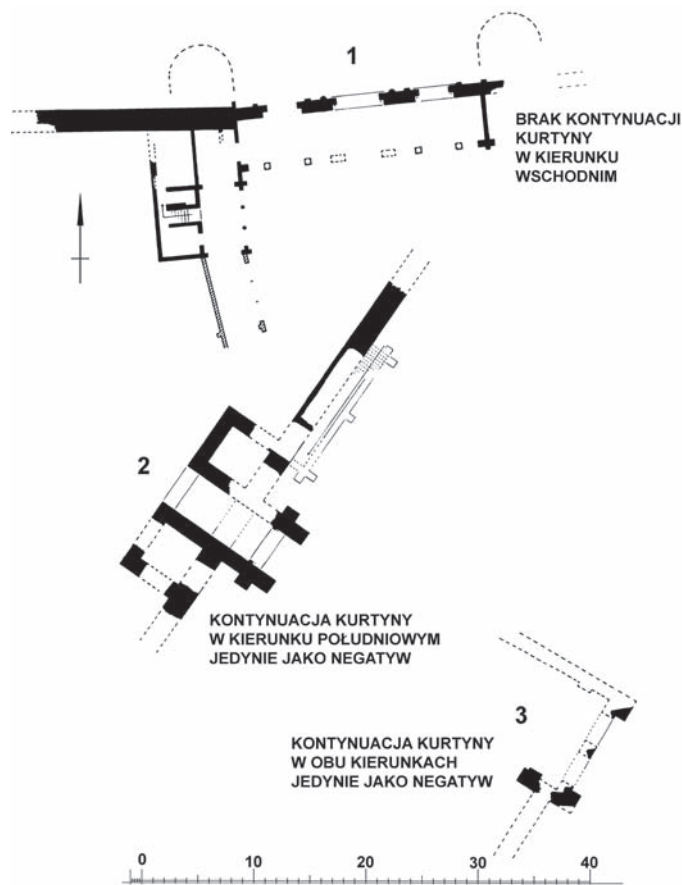 1
BRAK KONTYNUACJI
KURTYNY
W KIERUNKU
WSCHODNIM
2
KONTYNUACJA KURTYNY
W KIERUNKU POŁUDNIOWYM
JEDYNIE JAKO NEGATYW
3
KONTYNUACJA KURTYNY
W OBU KIERUNKACH
JEDYNIE JAKO NEGATYW
0 10 20 30 40